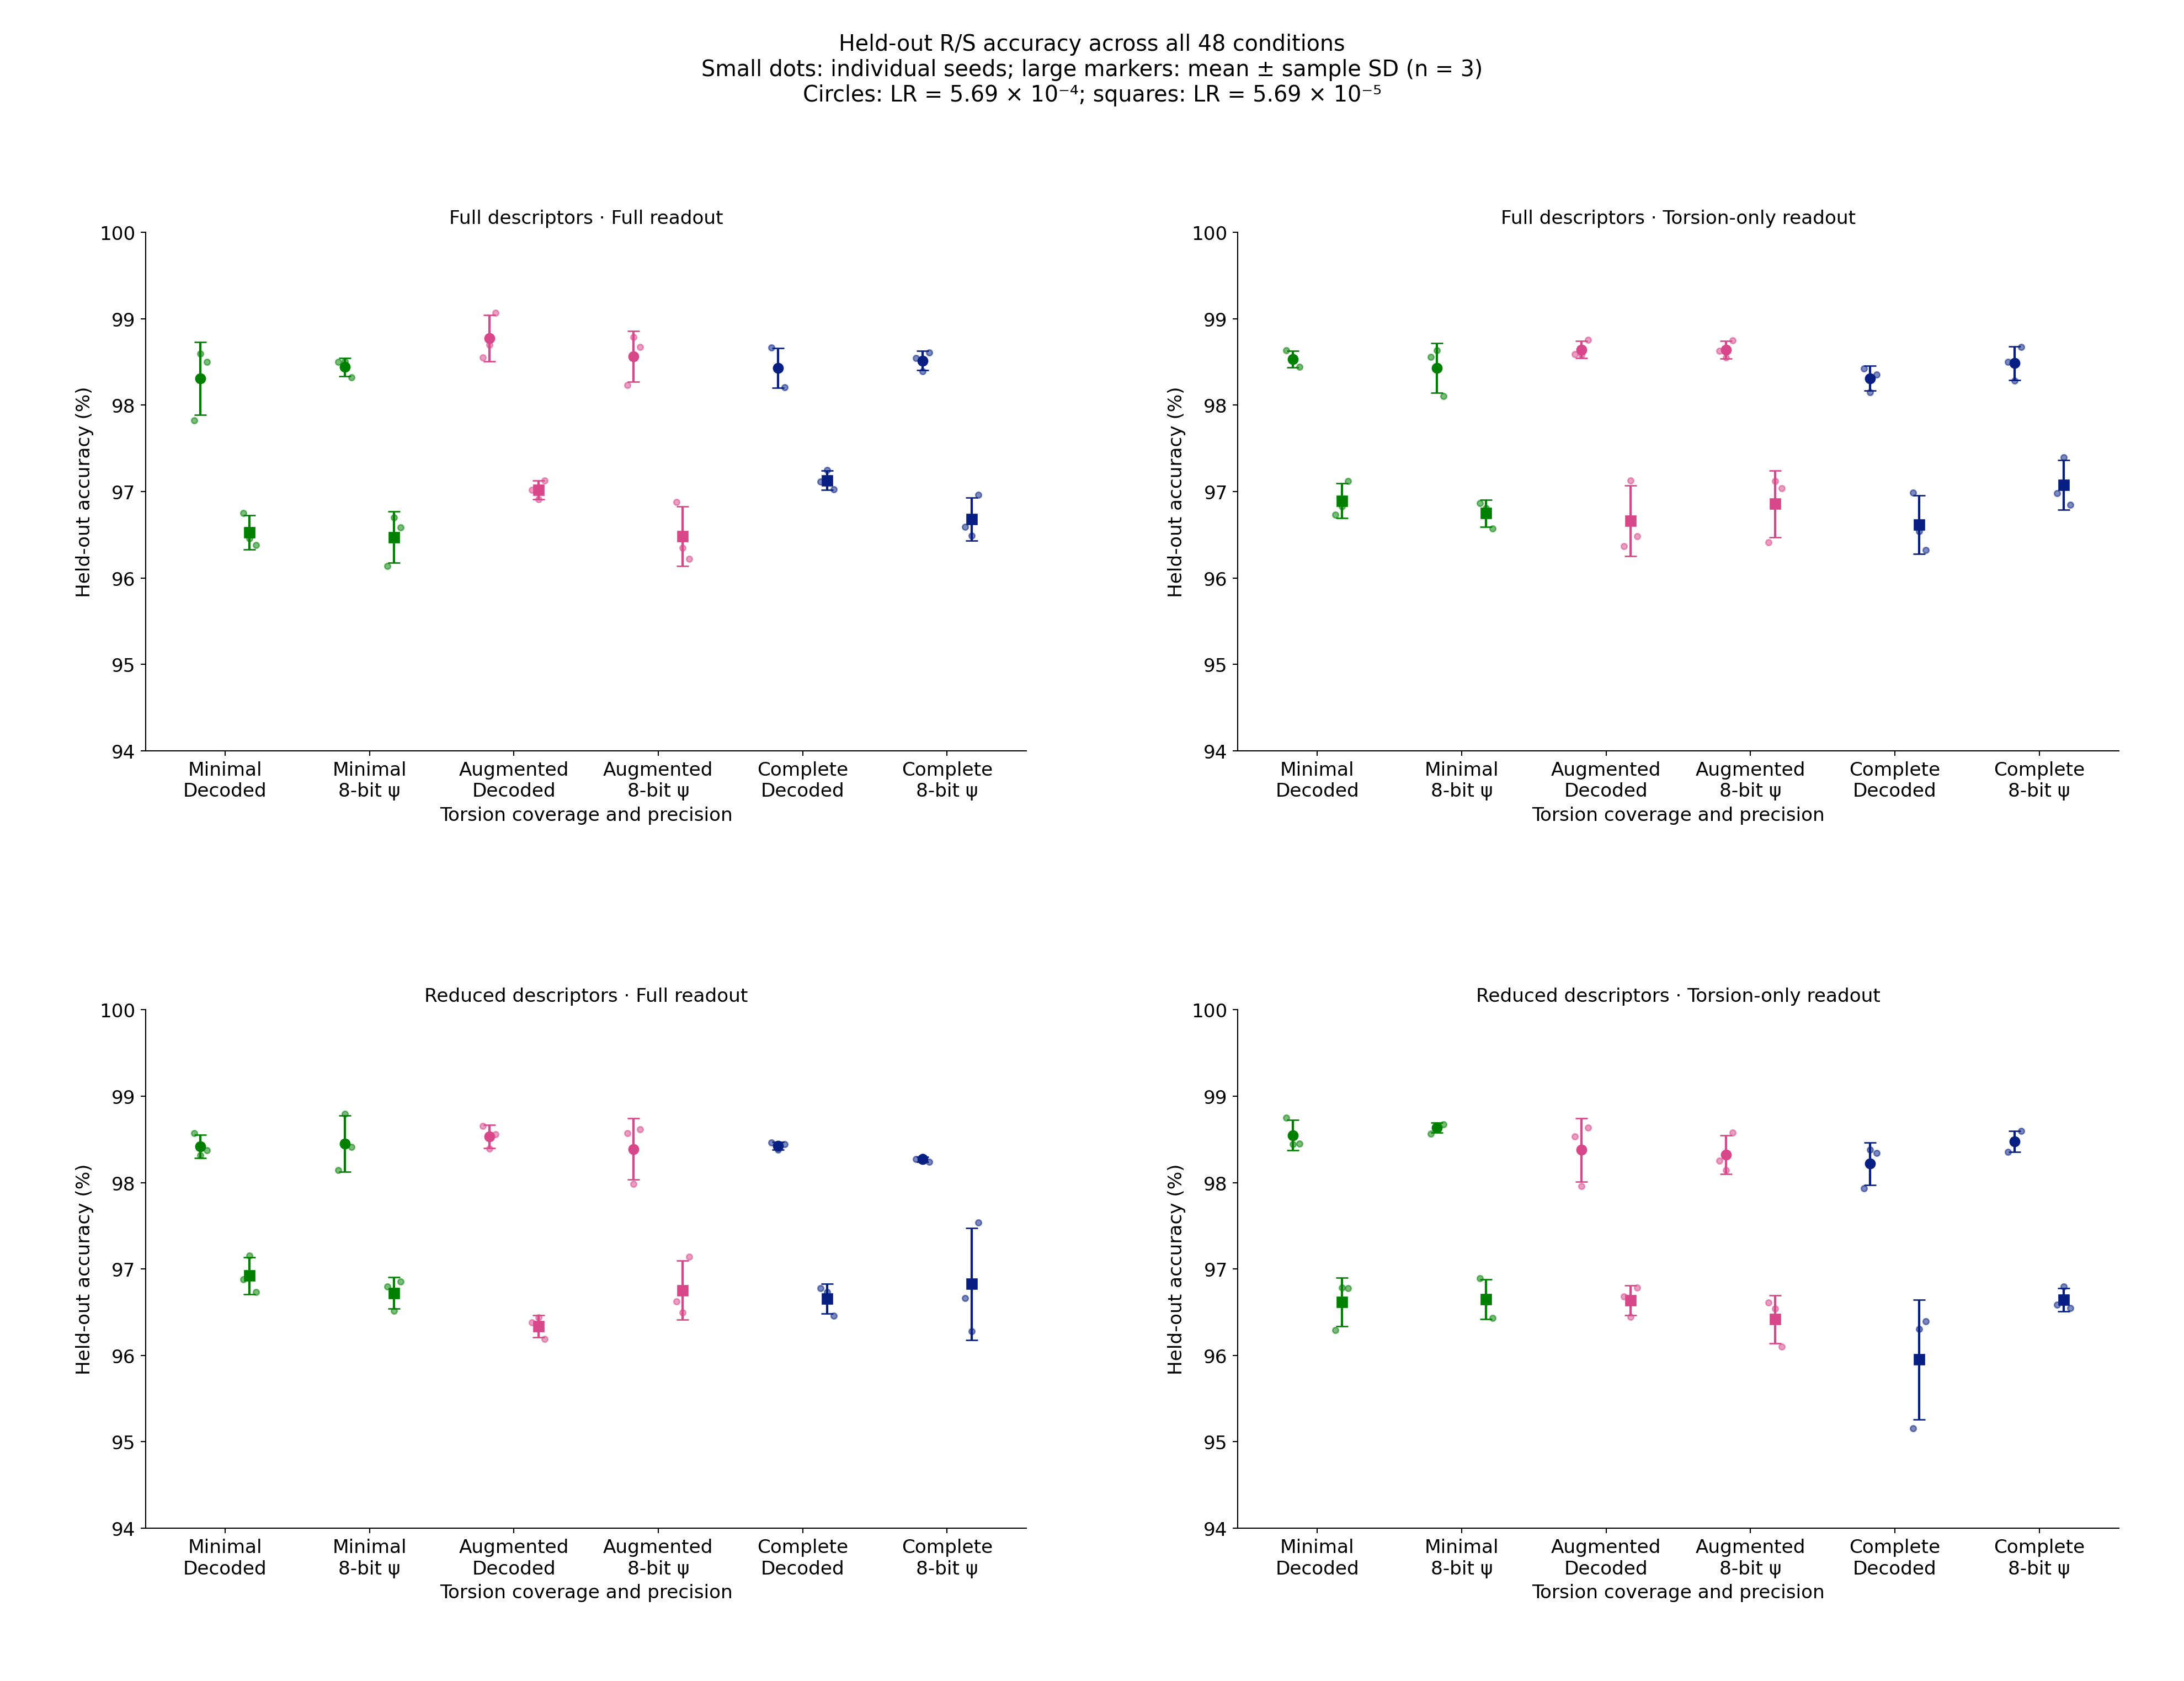 Held-out R/S accuracy across all 48 conditions
Small dots: individual seeds; large markers: mean ± sample SD (n = 3)
Circles: LR = 5.69 × 10⁻⁴; squares: LR = 5.69 × 10⁻⁵
Full descriptors · Full readout
100
99
98
97
96
95
94
Held-out accuracy (%)
Minimal Decoded
Minimal 8-bit ψ
Augmented Decoded
Augmented 8-bit ψ
Complete Decoded
Complete 8-bit ψ
Torsion coverage and precision
Full descriptors · Torsion-only readout
100
99
98
97
96
95
94
Held-out accuracy (%)
Minimal Decoded
Minimal 8-bit ψ
Augmented Decoded
Augmented 8-bit ψ
Complete Decoded
Complete 8-bit ψ
Torsion coverage and precision
Reduced descriptors · Full readout
100
99
98
97
96
95
94
Held-out accuracy (%)
Minimal Decoded
Minimal 8-bit ψ
Augmented Decoded
Augmented 8-bit ψ
Complete Decoded
Complete 8-bit ψ
Torsion coverage and precision
Reduced descriptors · Torsion-only readout
100
99
98
97
96
95
94
Held-out accuracy (%)
Minimal Decoded
Minimal 8-bit ψ
Augmented Decoded
Augmented 8-bit ψ
Complete Decoded
Complete 8-bit ψ
Torsion coverage and precision